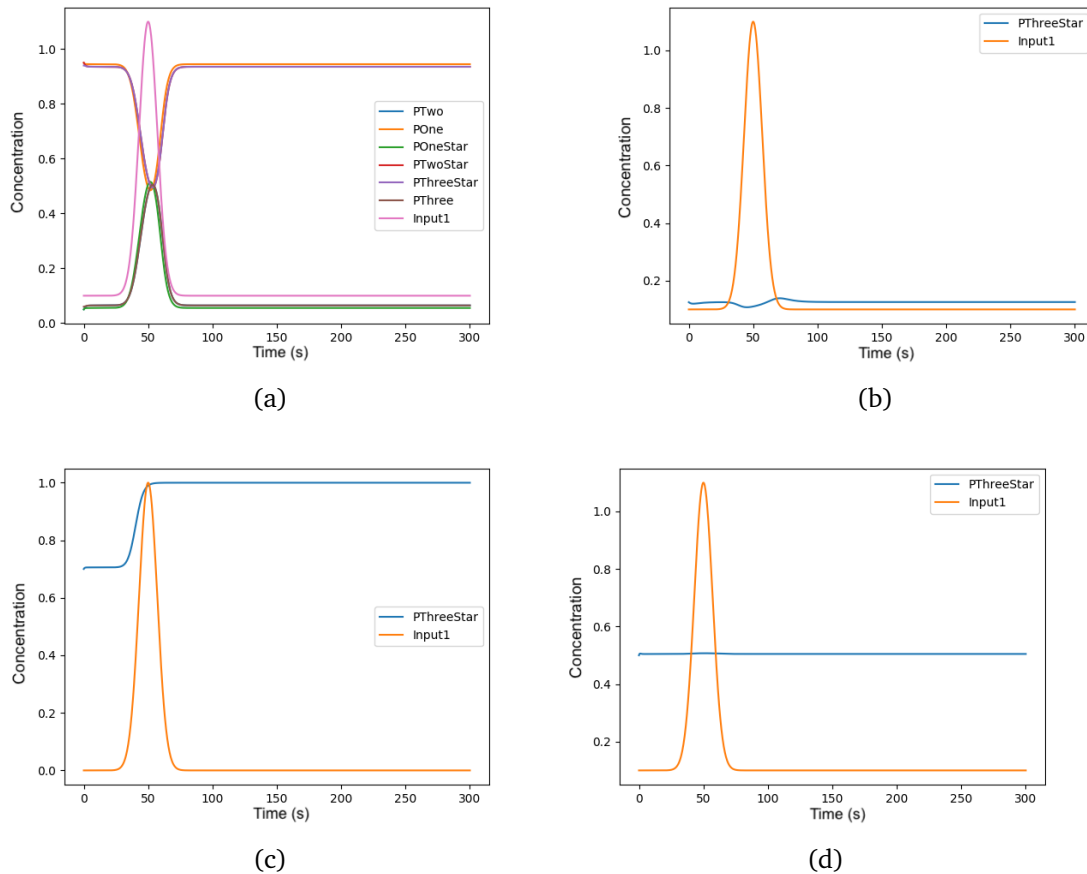 Concentration
1.0
0.8
0.6
0.4
0.2
0.0
PTwo
POne
POneStar
PTwoStar
PThreeStar
PThree
Input1
0 50 100 150 200 250 300
Time (s)
(a)
Concentration
1.0
0.8
0.6
0.4
0.2
PThreeStar
Input1
0 50 100 150 200 250 300
Time (s)
(b)
Concentration
1.0
0.8
0.6
0.4
0.2
0.0
PThreeStar
Input1
0 50 100 150 200 250 300
Time (s)
(c)
Concentration
1.0
0.8
0.6
0.4
0.2
PThreeStar
Input1
0 50 100 150 200 250 300
Time (s)
(d)